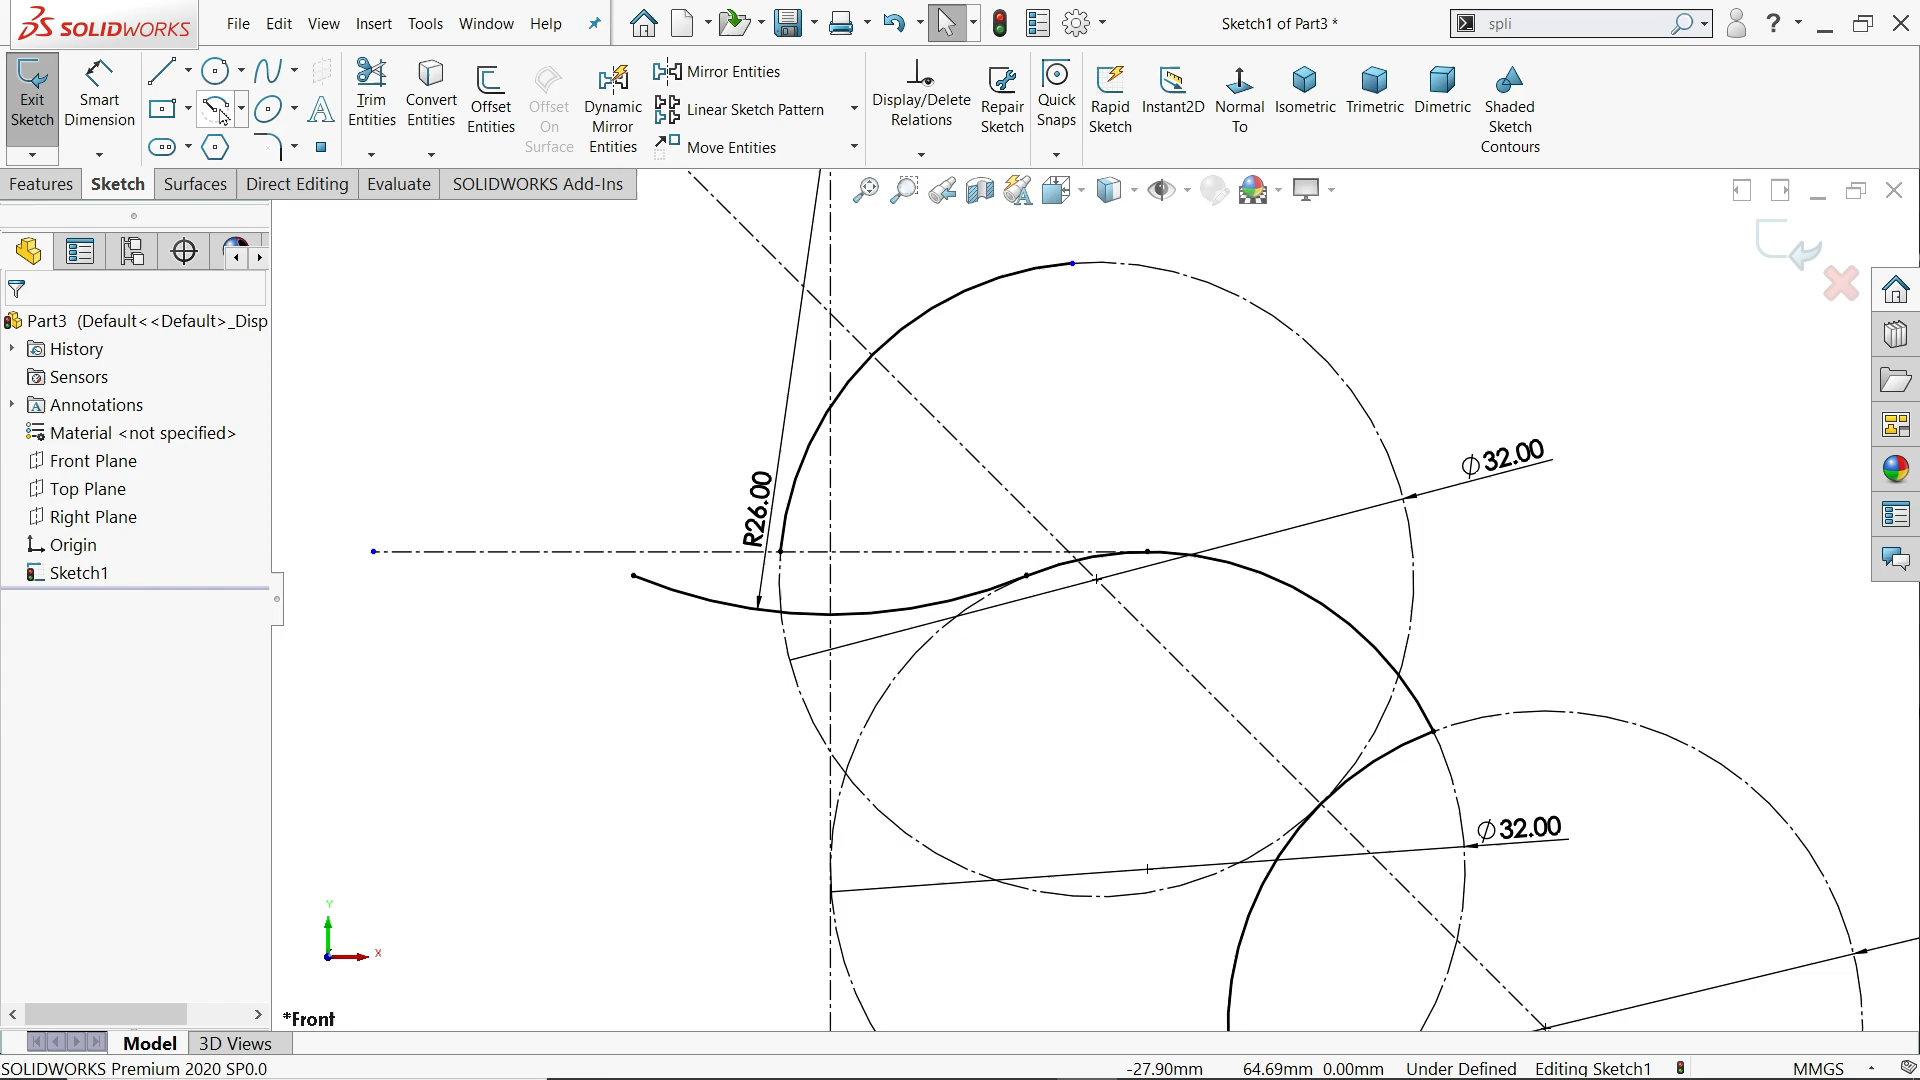 SOLIDWORKS
File Edit View Insert Tools Window Help
Sketch1 of Part3 *
spli
Exit Sketch
Smart Dimension
Trim Entities
Convert Entities
Offset Entities
Offset On Surface
Dynamic Mirror Entities
Mirror Entities
Linear Sketch Pattern
Move Entities
Display/Delete Relations
Repair Sketch
Quick Snaps
Rapid Sketch
Instant2D
Normal To
Isometric
Trimetric
Dimetric
Shaded Sketch Contours
Features Sketch Surfaces Direct Editing Evaluate SOLIDWORKS Add-Ins
Part3 (Default<<Default>_Disp
History
Sensors
Annotations
Material <not specified>
Front Plane
Top Plane
Right Plane
Origin
Sketch1
R26.00
∅32.00
∅32.00
Y
X
*Front
Model 3D Views
SOLIDWORKS Premium 2020 SP0.0
-27.90mm 64.69mm 0.00mm Under Defined Editing Sketch1 MMGS